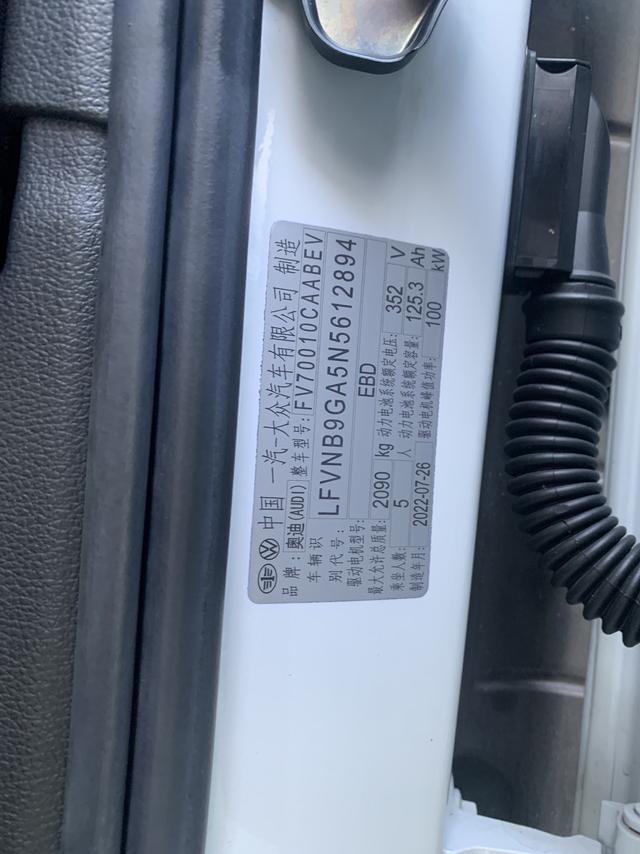 中国 一汽-大众汽车有限公司 制造
品牌: 奥迪(AUDI) 整车型号: FV70010CAABEV
车辆识别代号: LFVNB9GA5N5612894
驱动电机型号: EBD
最大允许总质量: 2090 kg 动力电池系统额定电压: 352 V
乘坐人数: 5 人 动力电池系统额定容量: 125.3 Ah
制造年月: 2022-07-26 驱动电机峰值功率: 100 kW